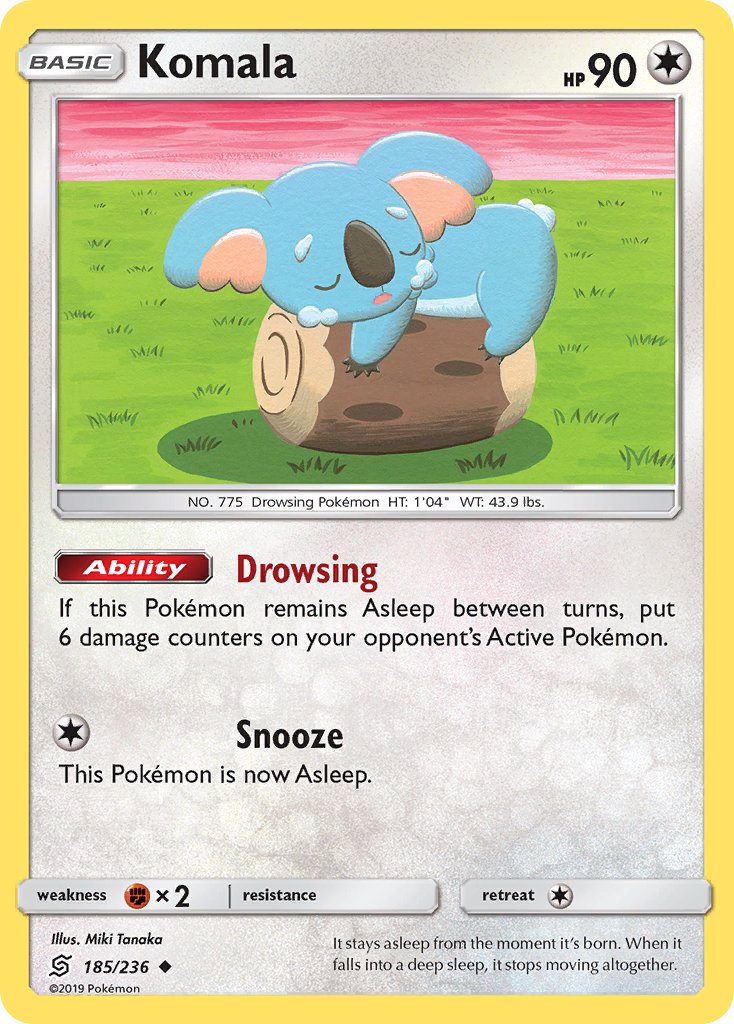 BASIC Komala HP 90
NO. 775 Drowsing Pokémon HT: 1'04" WT: 43.9 lbs.
Ability Drowsing
If this Pokémon remains Asleep between turns, put
6 damage counters on your opponent's Active Pokémon.
Snooze
This Pokémon is now Asleep.
weakness × 2 resistance retreat
Illus. Miki Tanaka
185/236
©2019 Pokémon
It stays asleep from the moment it's born. When it
falls into a deep sleep, it stops moving altogether.